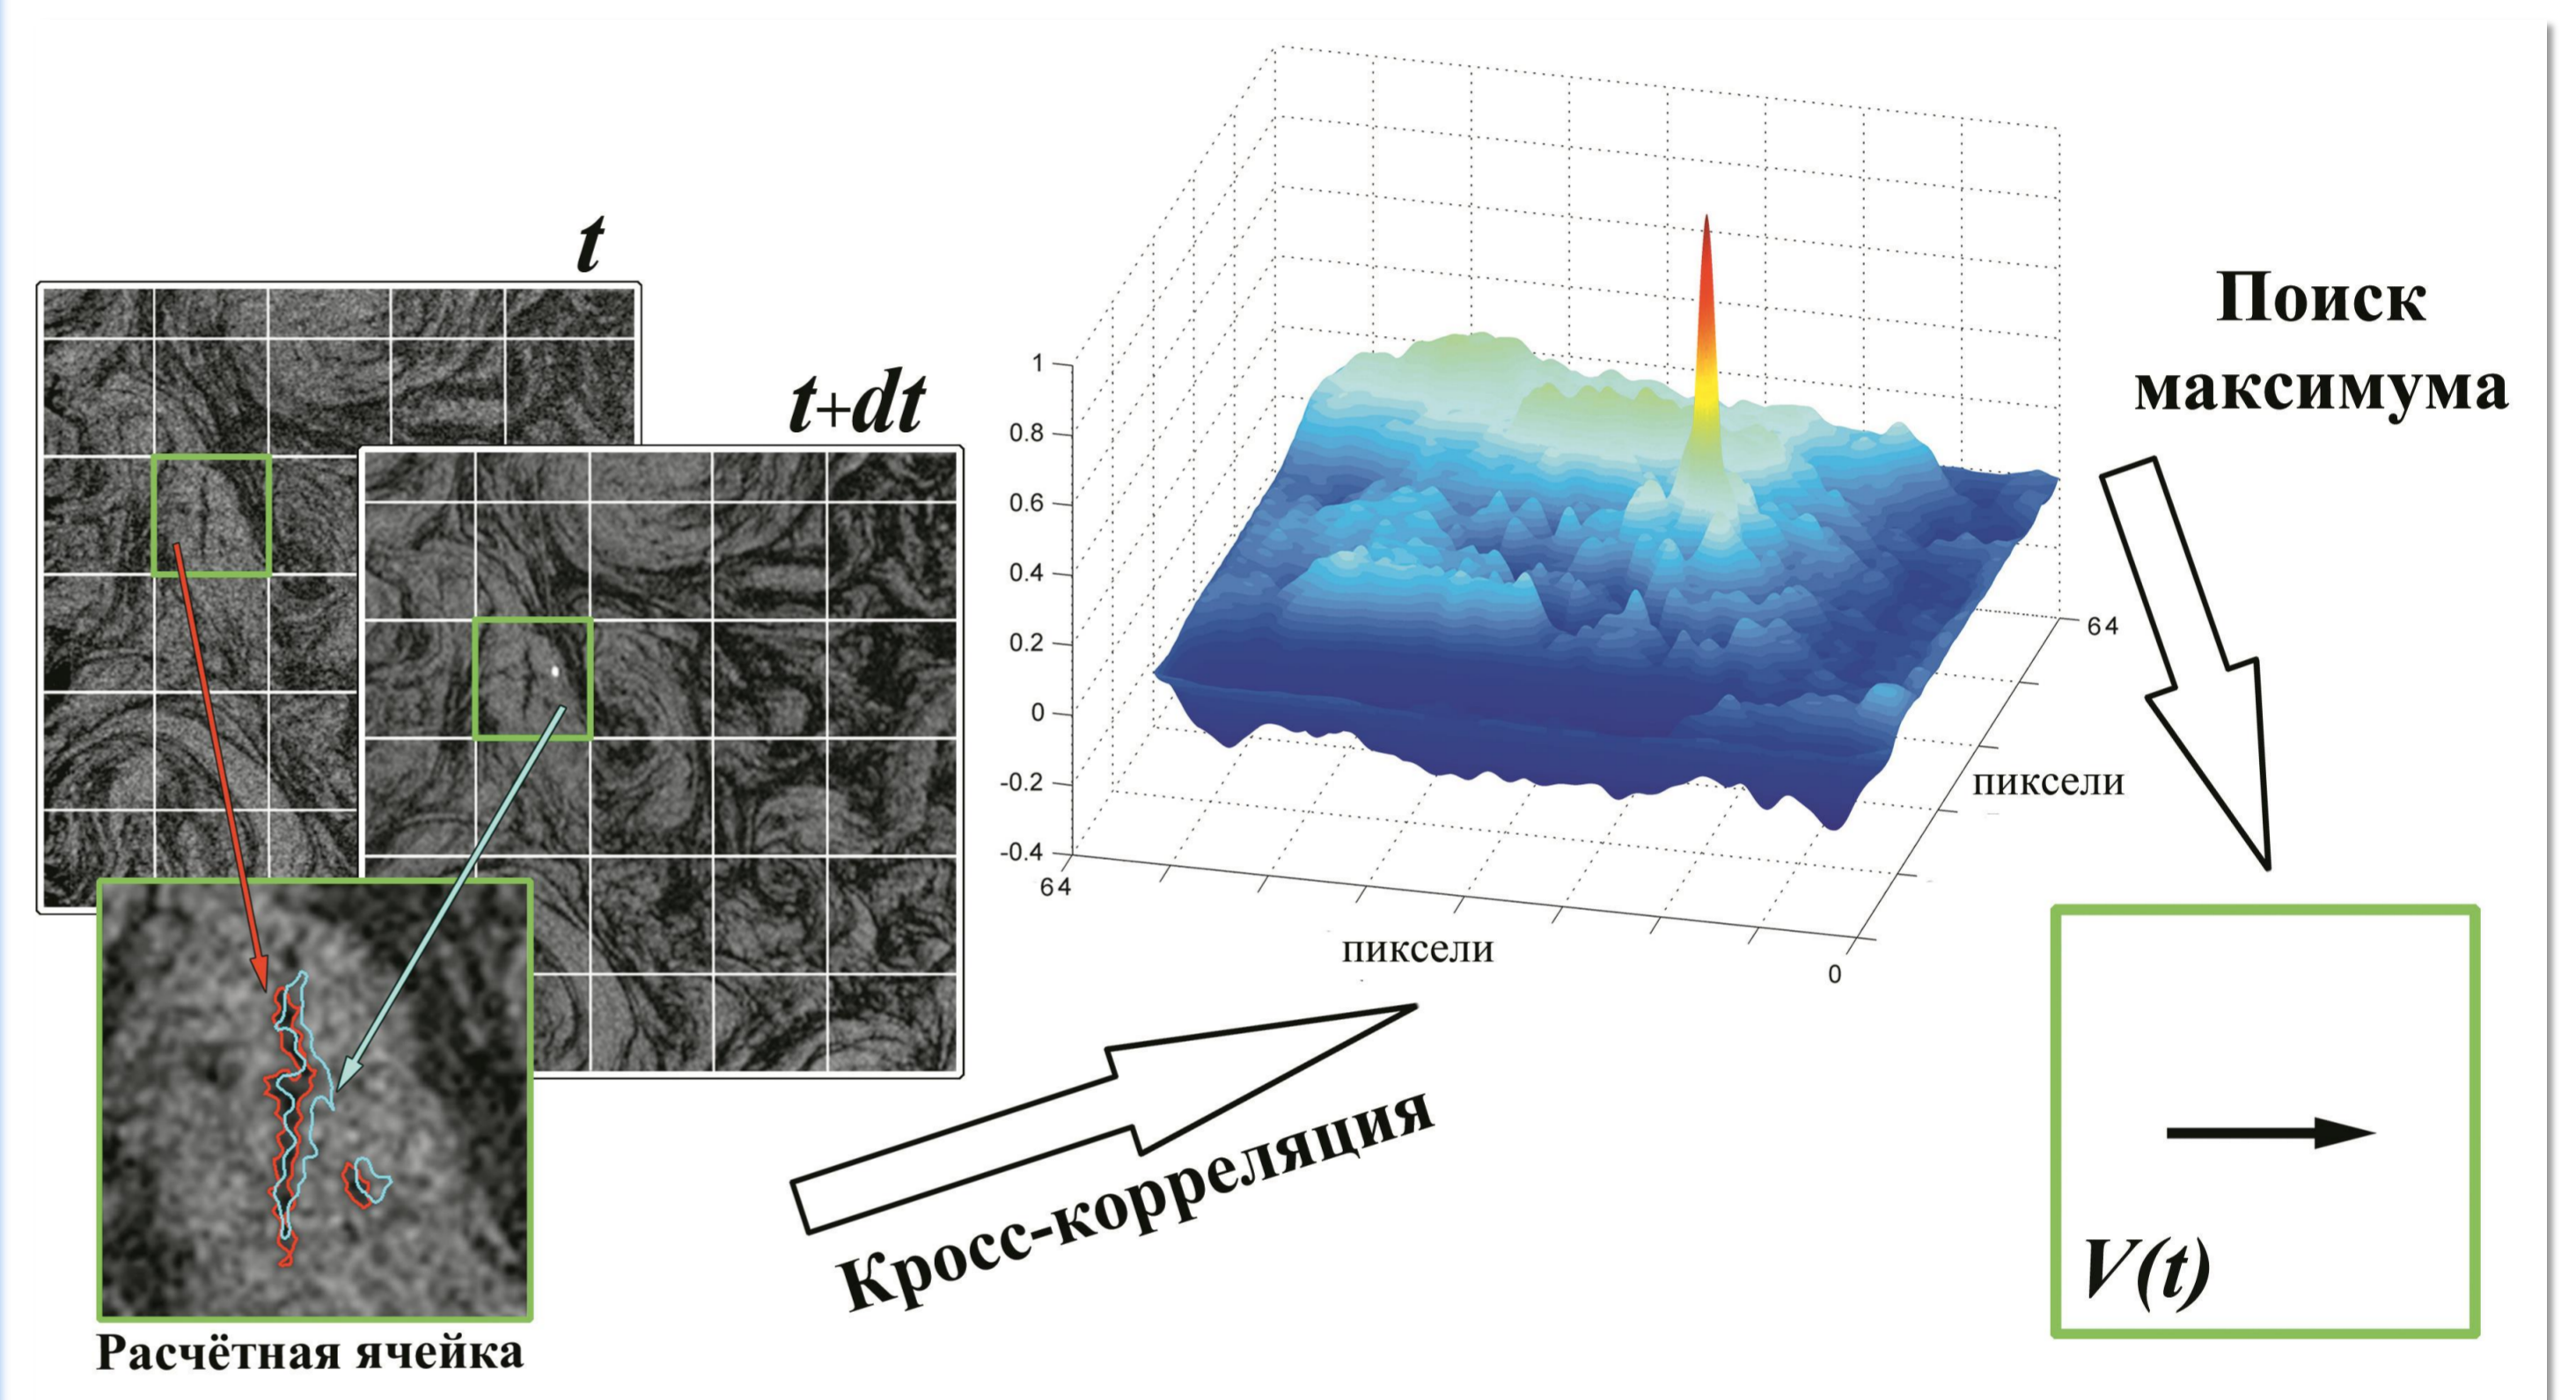 t
t+dt
Расчётная ячейка
Кросс-корреляция
1
0.8
0.6
0.4
0.2
0
-0.2
-0.4
64
пиксели
0
пиксели
64
Поиск
максимума
V(t)